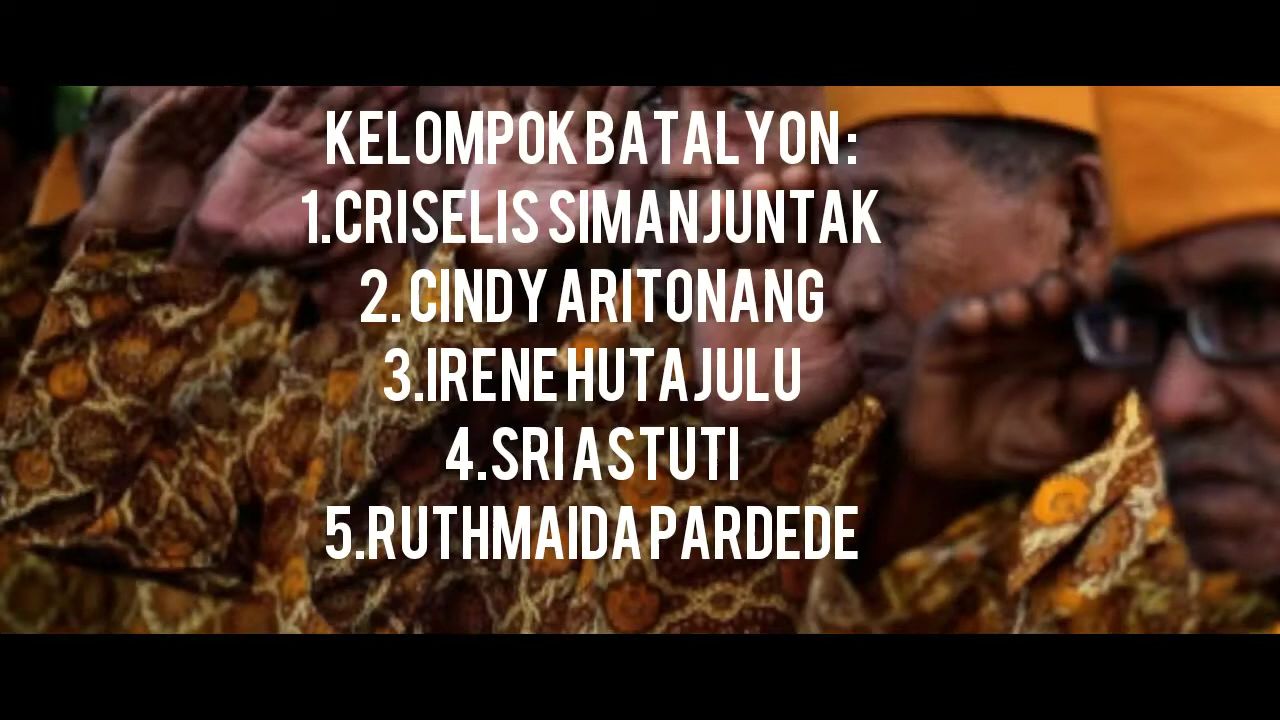 KELOMPOK BATALYON :
1.CRISELIS SIMANJUNTAK
2. CINDY ARITONANG
3.IRENE HUTAJULU
4.SRI ASTUTI
5.RUTHMAIDA PARDEDE